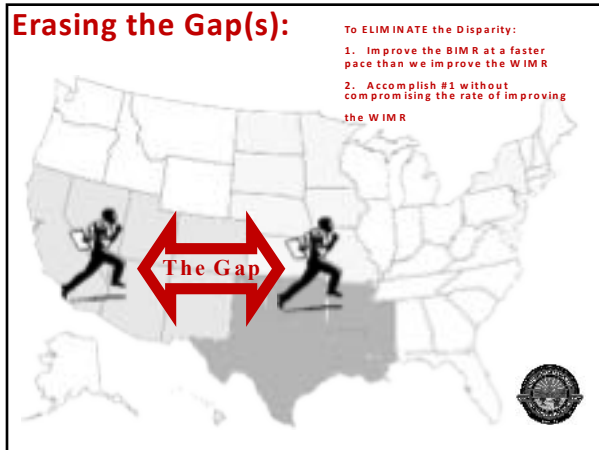 Erasing the Gap(s):
To ELIMINATE the Disparity:
1. Improve the BIMR at a faster
pace than we improve the WIMR
2. Accomplish #1 without
compromising the rate of improving
the WIMR
The Gap